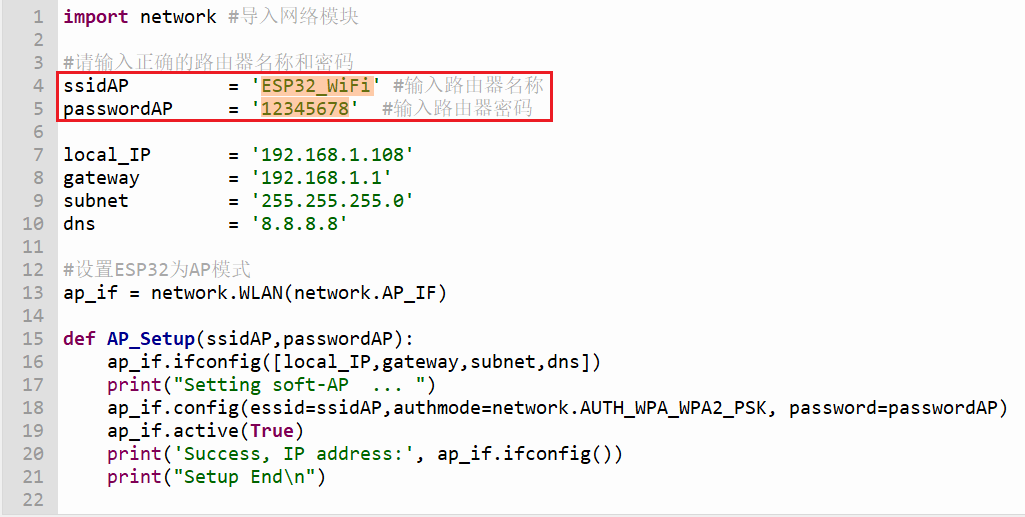 1 import network #导入网络模块
2
3 #请输入正确的路由器名称和密码
4 ssidAP         = 'ESP32_WiFi' #输入路由器名称
5 passwordAP     = '12345678'  #输入路由器密码
6
7 local_IP       = '192.168.1.108'
8 gateway        = '192.168.1.1'
9 subnet         = '255.255.255.0'
10 dns            = '8.8.8.8'
11
12 #设置ESP32为AP模式
13 ap_if = network.WLAN(network.AP_IF)
14
15 def AP_Setup(ssidAP,passwordAP):
16     ap_if.ifconfig([local_IP,gateway,subnet,dns])
17     print("Setting soft-AP  ... ")
18     ap_if.config(essid=ssidAP,authmode=network.AUTH_WPA_WPA2_PSK, password=passwordAP)
19     ap_if.active(True)
20     print('Success, IP address:', ap_if.ifconfig())
21     print("Setup End\n")
22